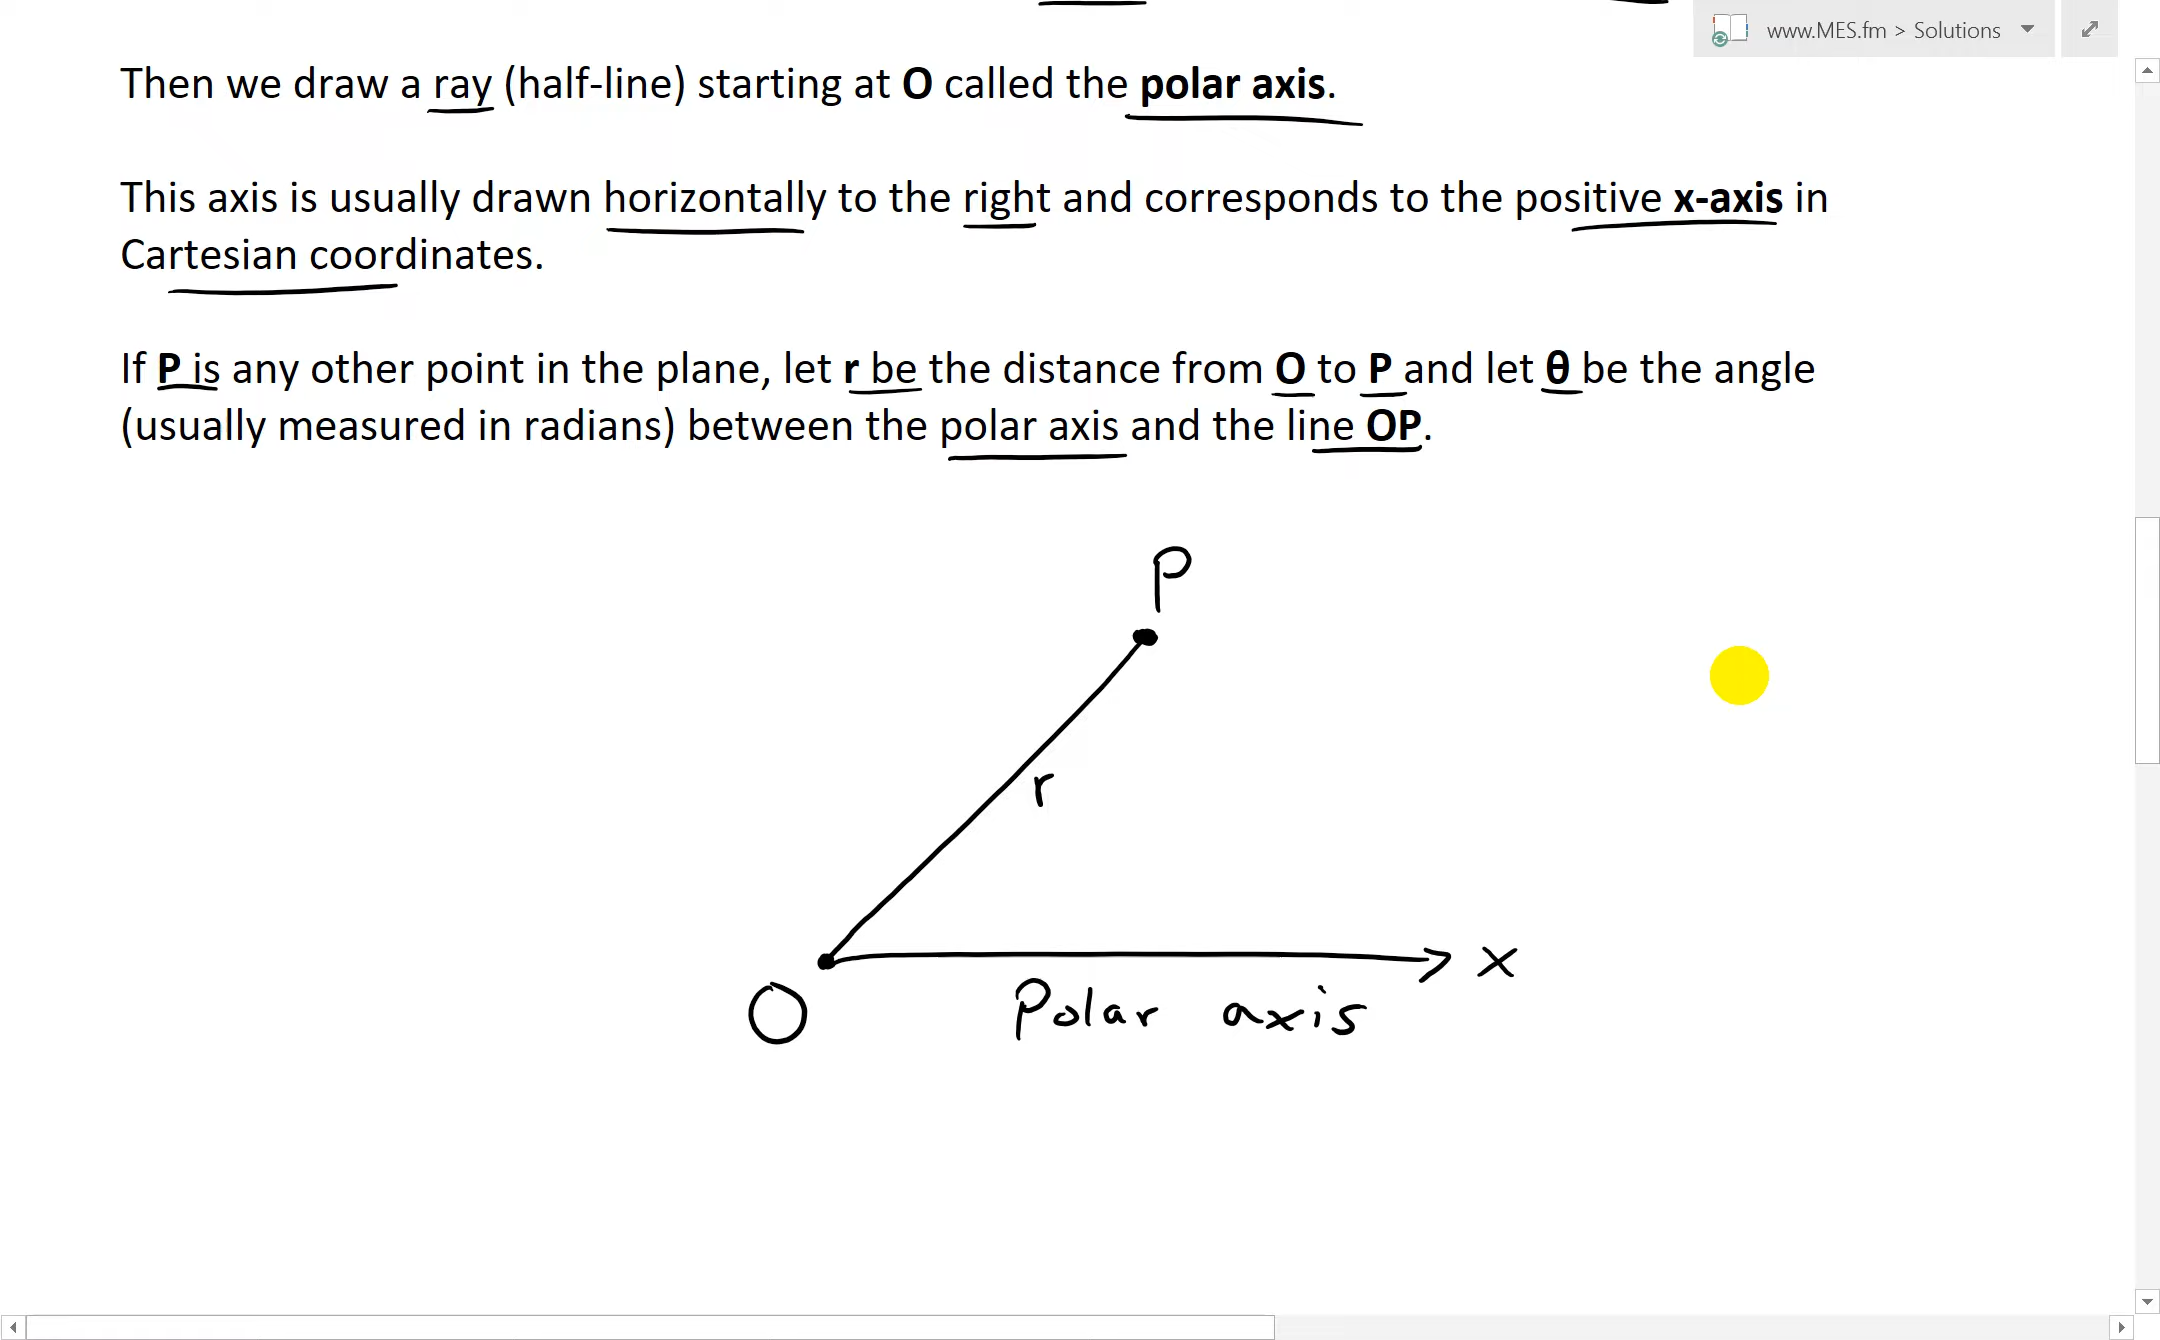 www.MES.fm > Solutions
Then we draw a ray (half-line) starting at O called the polar axis.
This axis is usually drawn horizontally to the right and corresponds to the positive x-axis in
Cartesian coordinates.
If P is any other point in the plane, let r be the distance from O to P and let θ be the angle
(usually measured in radians) between the polar axis and the line OP.
P
r
x
O
Polar axis